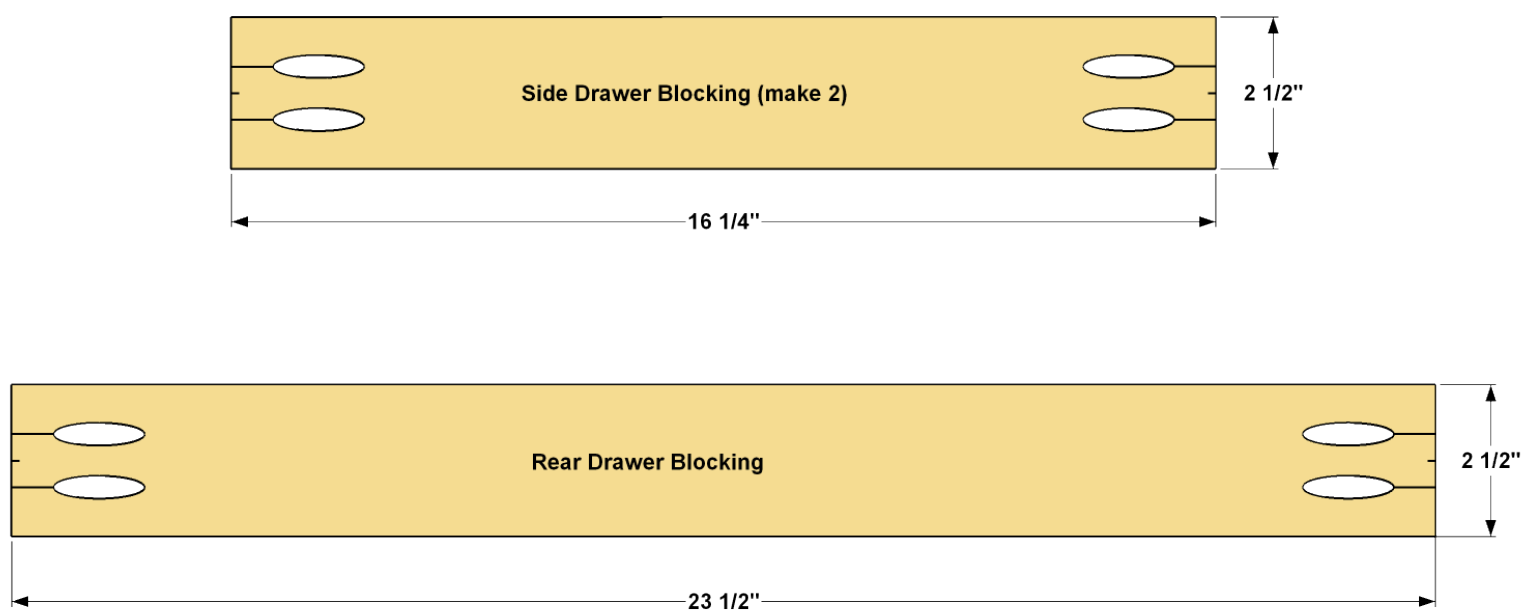 Side Drawer Blocking (make 2)
2 1/2"
16 1/4"
Rear Drawer Blocking
2 1/2"
23 1/2"